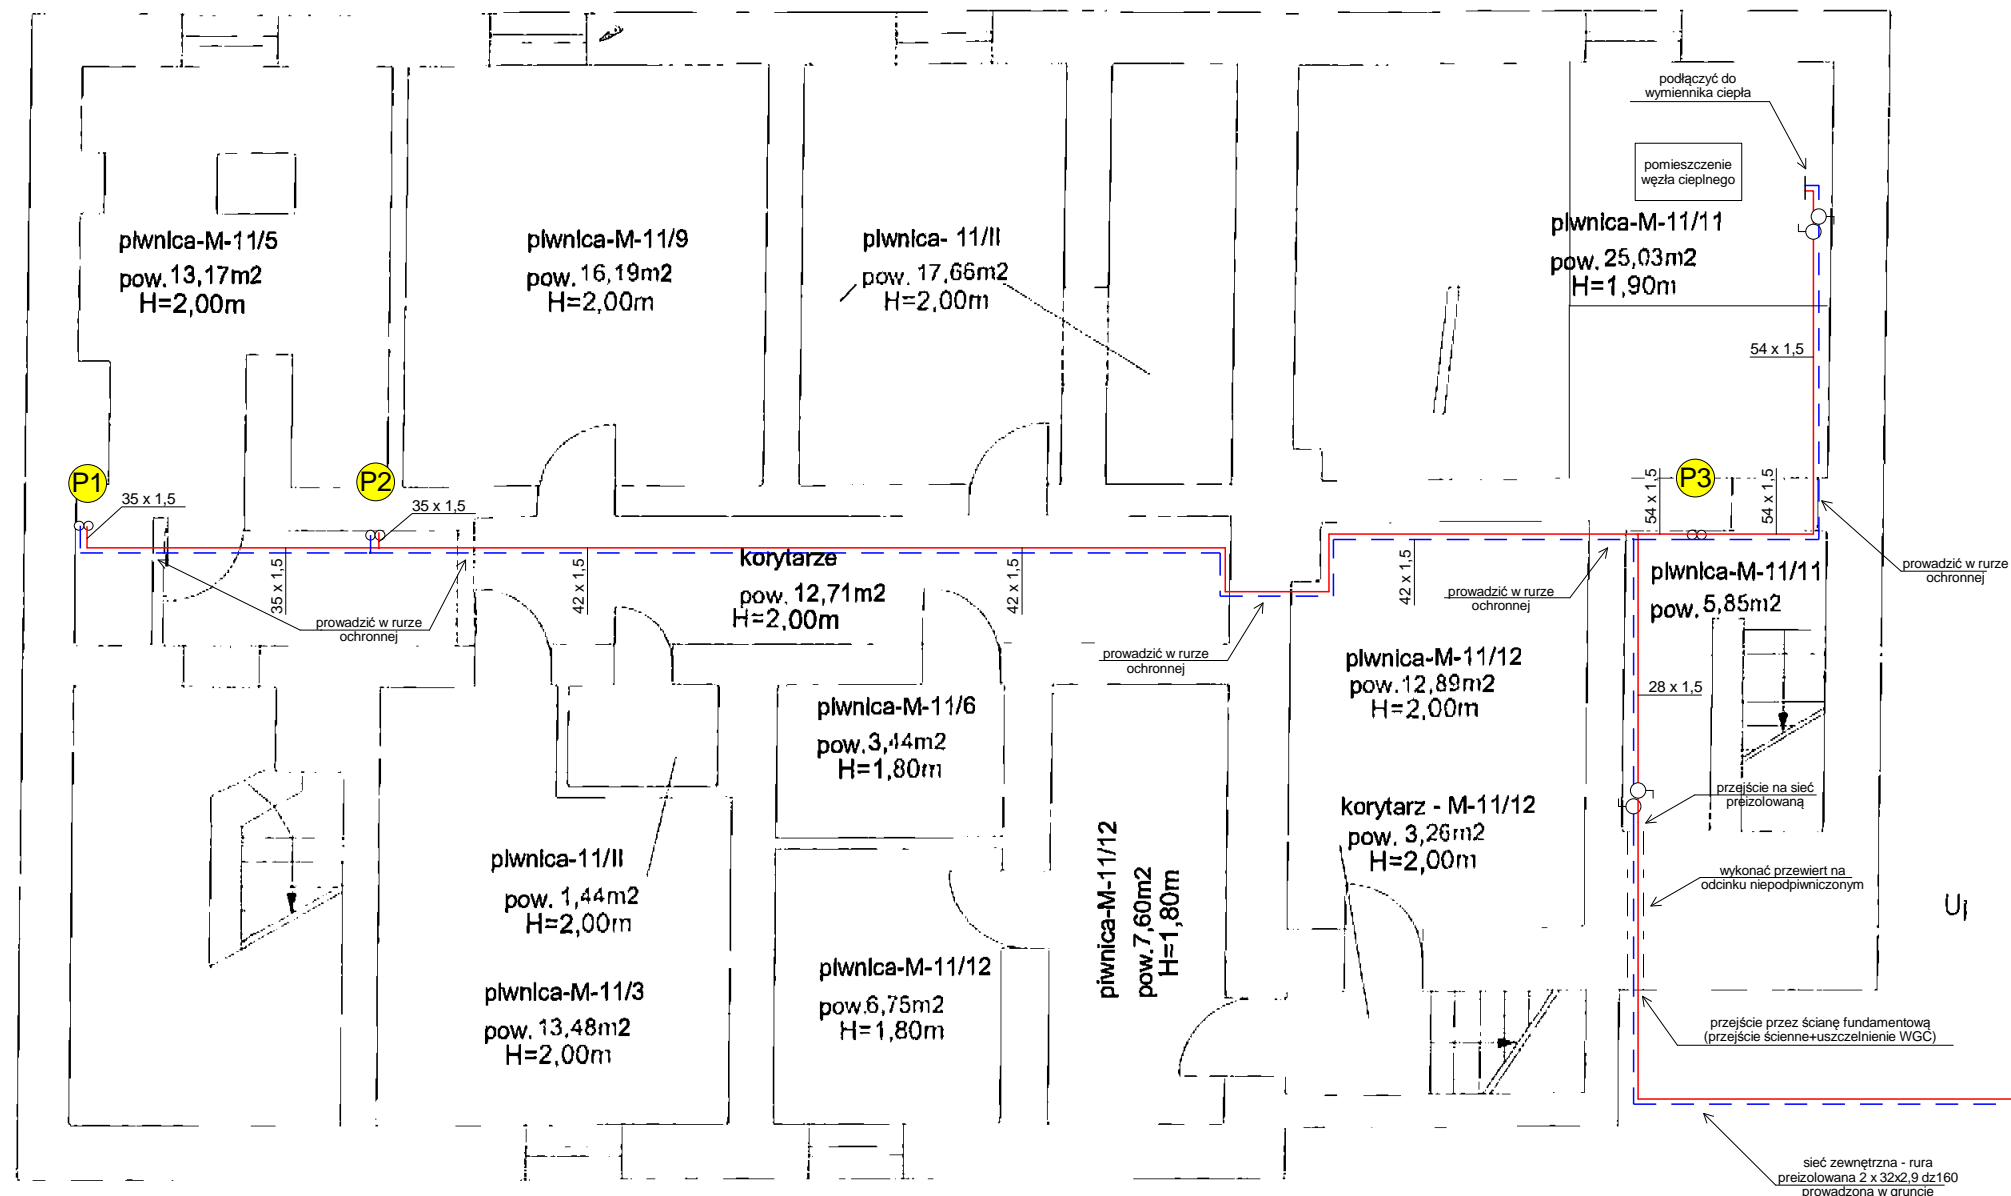 podłączyć do
wymiennika ciepła
pomieszczenie
węzła cieplnego
piwnica-M-11/5
pow. 13,17m2
H=2,00m
piwnica-M-11/9
pow. 16,19m2
H=2,00m
piwnica- 11/II
pow. 17,66m2
H=2,00m
piwnica-M-11/11
pow. 25,03m2
H=1,90m
54 x 1,5
P1
35 x 1,5
P2
35 x 1,5
P3
54 x 1,5
54 x 1,5
35 x 1,5
42 x 1,5
korytarze
pow. 12,71m2
H=2,00m
42 x 1,5
42 x 1,5
prowadzić w rurze
ochronnej
prowadzić w rurze
ochronnej
prowadzić w rurze
ochronnej
prowadzić w rurze
ochronnej
piwnica-M-11/11
pow. 5,85m2
28 x 1,5
piwnica-M-11/12
pow. 12,89m2
H=2,00m
piwnica-M-11/6
pow. 3,44m2
H=1,80m
przejście na sieć
preizolowaną
korytarz - M-11/12
pow. 3,26m2
H=2,00m
piwnica-11/II
pow. 1,44m2
H=2,00m
piwnica-M-11/12
pow. 7,60m2
H=1,80m
wykonać przewiert na
odcinku niepodpiwniczonym
piwnica-M-11/3
pow. 13,48m2
H=2,00m
piwnica-M-11/12
pow. 6,75m2
H=1,80m
przejście przez ścianę fundamentową
(przejście ścienne+uszczelnienie WGC)
sieć zewnętrzna - rura
preizolowana 2 x 32x2,9 dz160
prowadzona w gruncie